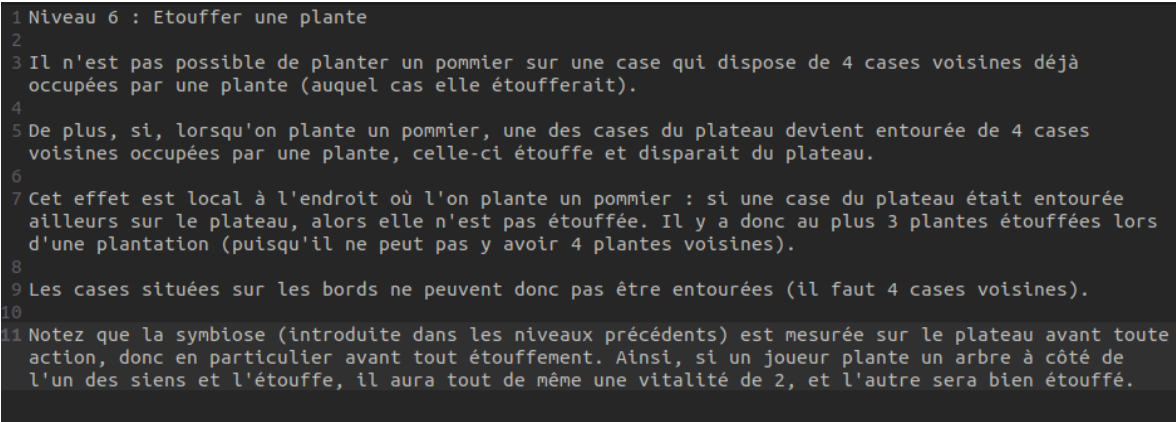 1 Niveau 6 : Etouffer une plante
2
3 Il n'est pas possible de planter un pommier sur une case qui dispose de 4 cases voisines déjà
occupées par une plante (auquel cas elle étoufferait).
4
5 De plus, si, lorsqu'on plante un pommier, une des cases du plateau devient entourée de 4 cases
voisines occupées par une plante, celle-ci étouffe et disparait du plateau.
6
7 Cet effet est local à l'endroit où l'on plante un pommier : si une case du plateau était entourée
ailleurs sur le plateau, alors elle n'est pas étouffée. Il y a donc au plus 3 plantes étouffées lors
d'une plantation (puisqu'il ne peut pas y avoir 4 plantes voisines).
8
9 Les cases situées sur les bords ne peuvent donc pas être entourées (il faut 4 cases voisines).
10
11 Notez que la symbiose (introduite dans les niveaux précédents) est mesurée sur le plateau avant toute
action, donc en particulier avant tout étouffement. Ainsi, si un joueur plante un arbre à côté de
l'un des siens et l'étouffe, il aura tout de même une vitalité de 2, et l'autre sera bien étouffé.